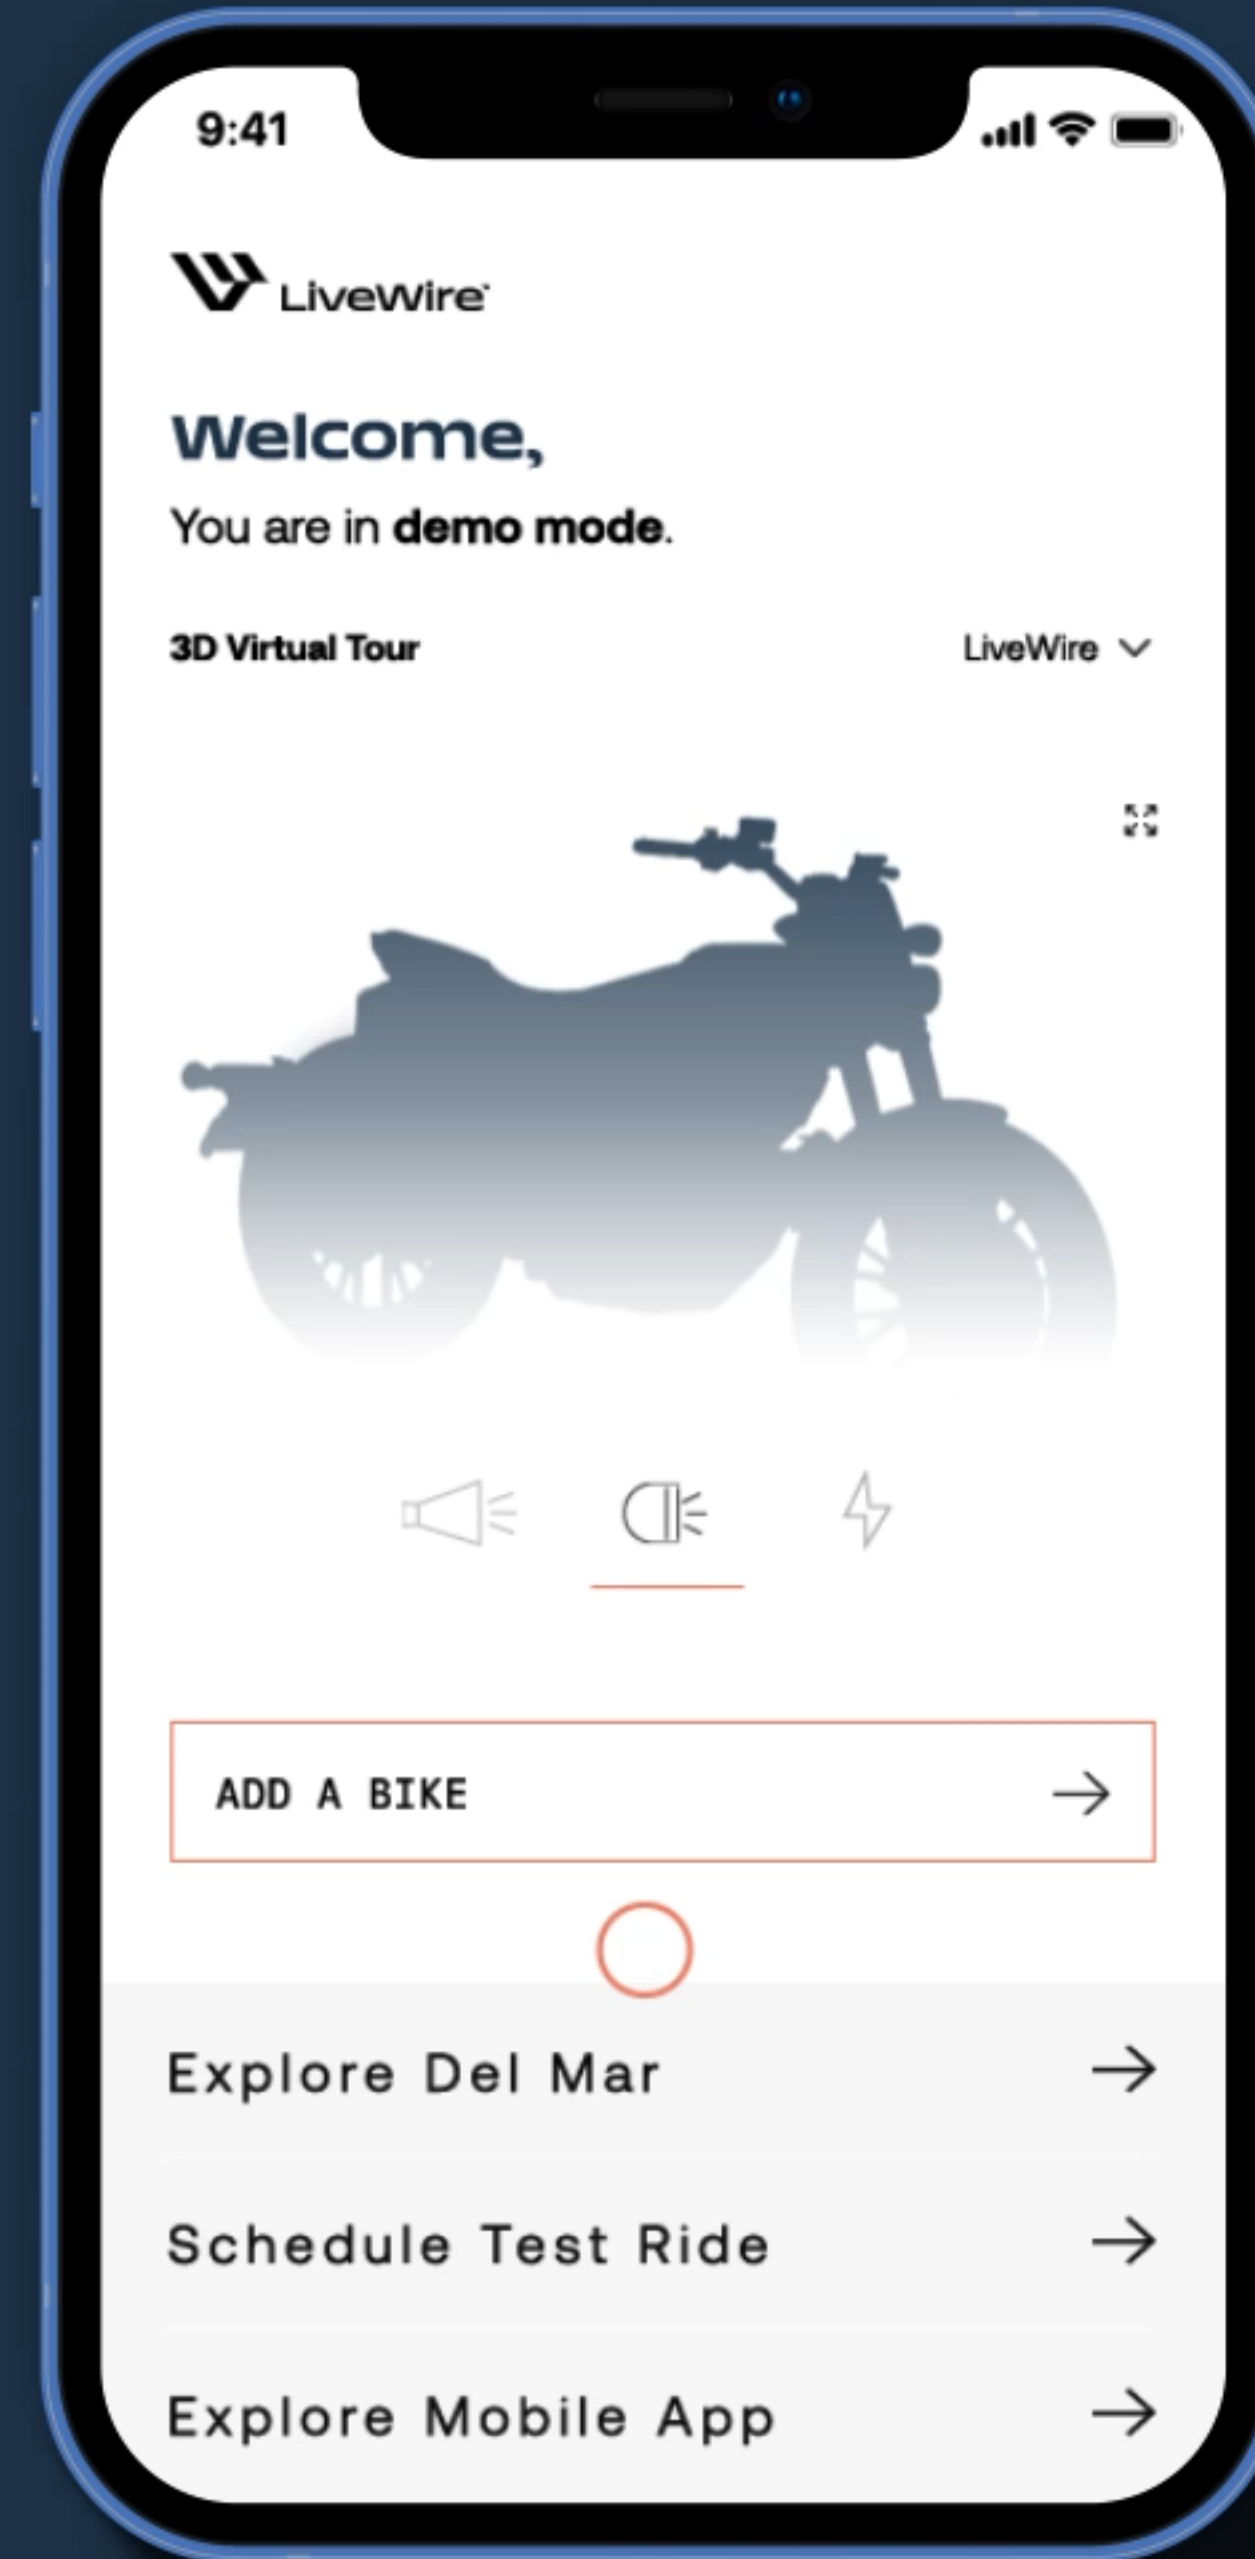 9:41
LiveWire
Welcome,
You are in demo mode.
3D Virtual Tour
LiveWire
ADD A BIKE
Explore Del Mar
Schedule Test Ride
Explore Mobile App